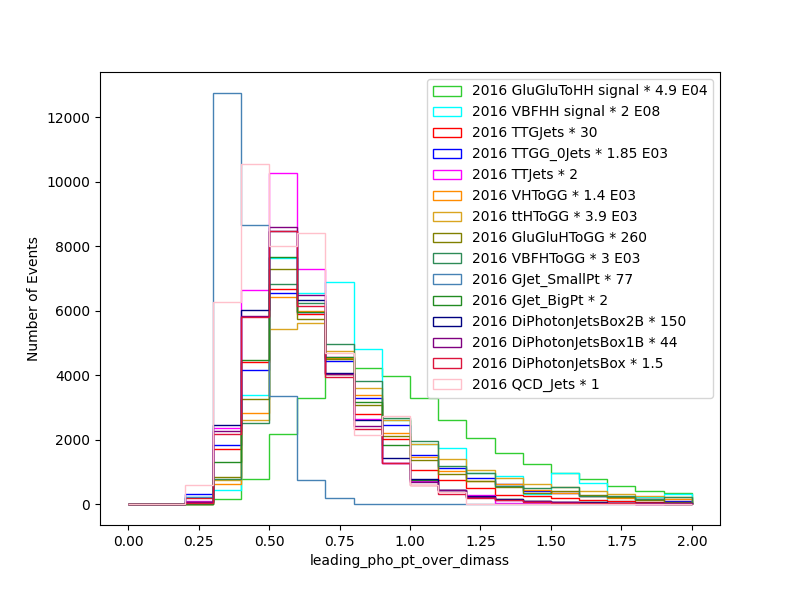 12000
10000
8000
6000
4000
2000
0
Number of Events
0.00 0.25 0.50 0.75 1.00 1.25 1.50 1.75 2.00
leading_pho_pt_over_dimass
2016 GluGluToHH signal * 4.9 E04
2016 VBFHH signal * 2 E08
2016 TTGJets * 30
2016 TTGG_0Jets * 1.85 E03
2016 TTJets * 2
2016 VHToGG * 1.4 E03
2016 ttHToGG * 3.9 E03
2016 GluGluHToGG * 260
2016 VBFHToGG * 3 E03
2016 GJet_SmallPt * 77
2016 GJet_BigPt * 2
2016 DiPhotonJetsBox2B * 150
2016 DiPhotonJetsBox1B * 44
2016 DiPhotonJetsBox * 1.5
2016 QCD_Jets * 1